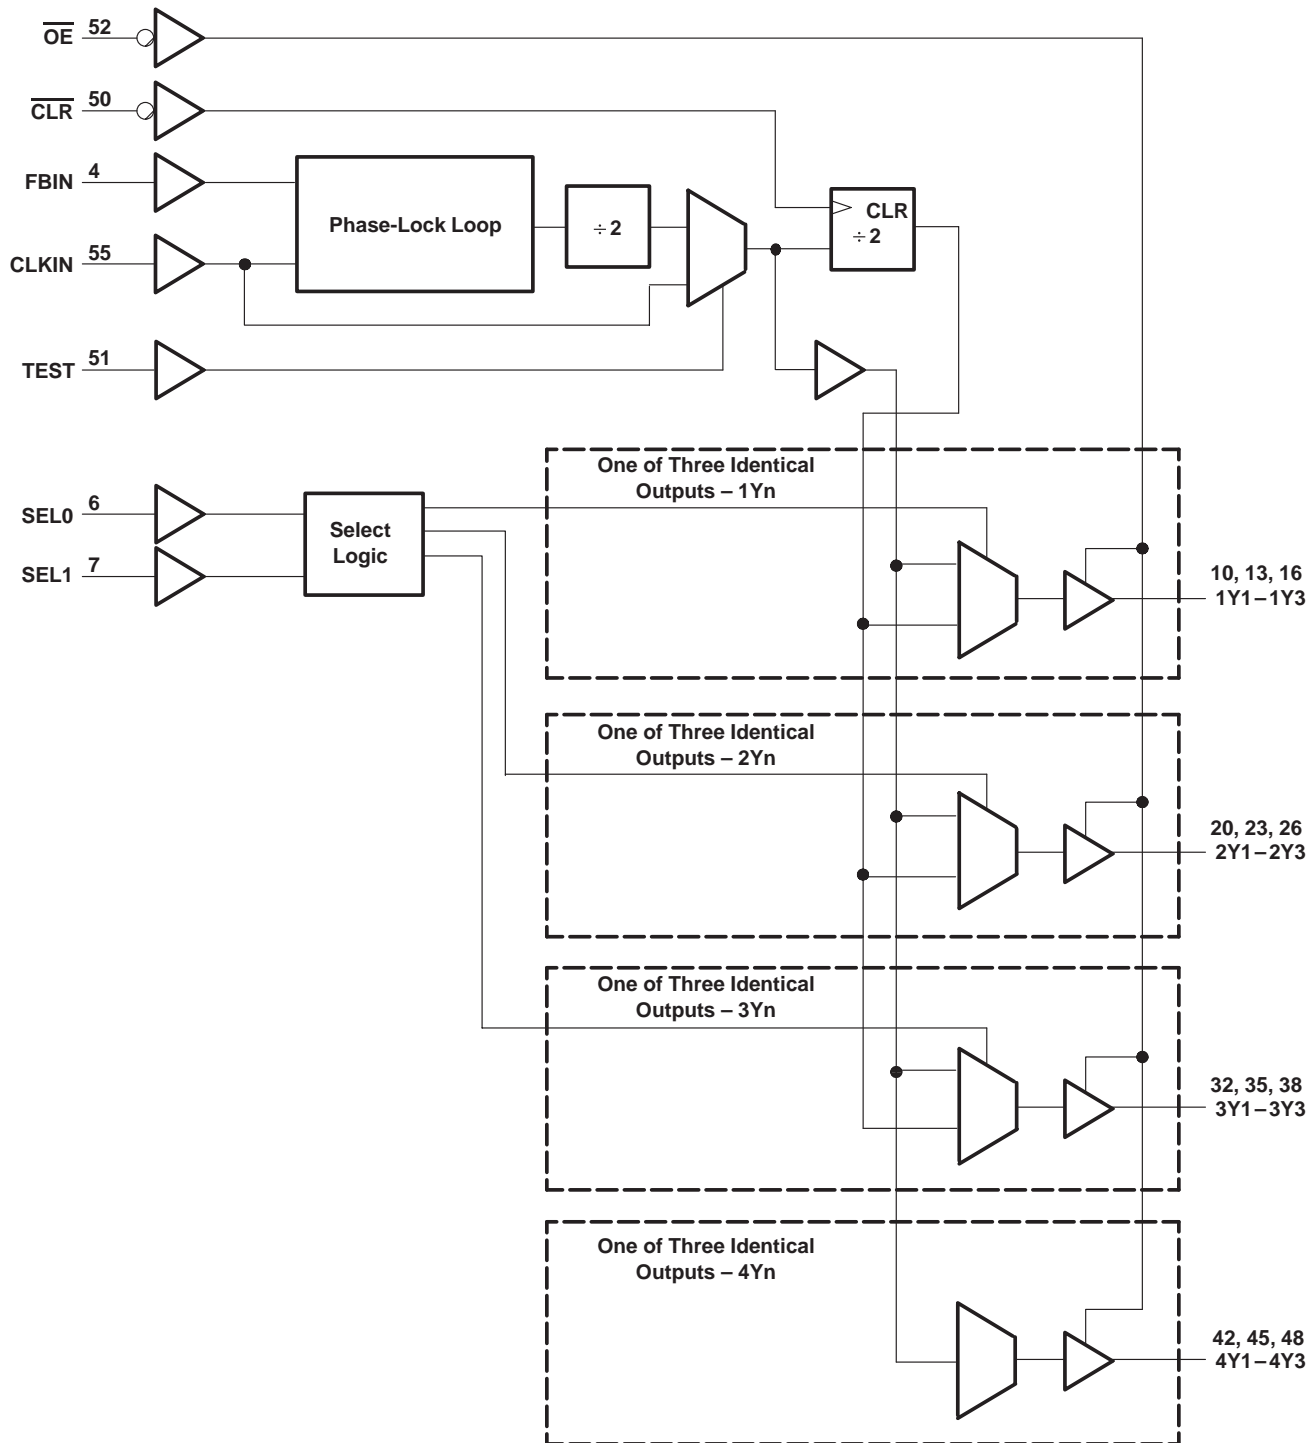 OE 52
CLR 50
FBIN 4
Phase-Lock Loop
÷ 2
CLR
÷ 2
CLKIN 55
TEST 51
SEL0 6
SEL1 7
Select
Logic
One of Three Identical
Outputs – 1Yn
10, 13, 16
1Y1–1Y3
One of Three Identical
Outputs – 2Yn
20, 23, 26
2Y1–2Y3
One of Three Identical
Outputs – 3Yn
32, 35, 38
3Y1–3Y3
One of Three Identical
Outputs – 4Yn
42, 45, 48
4Y1–4Y3